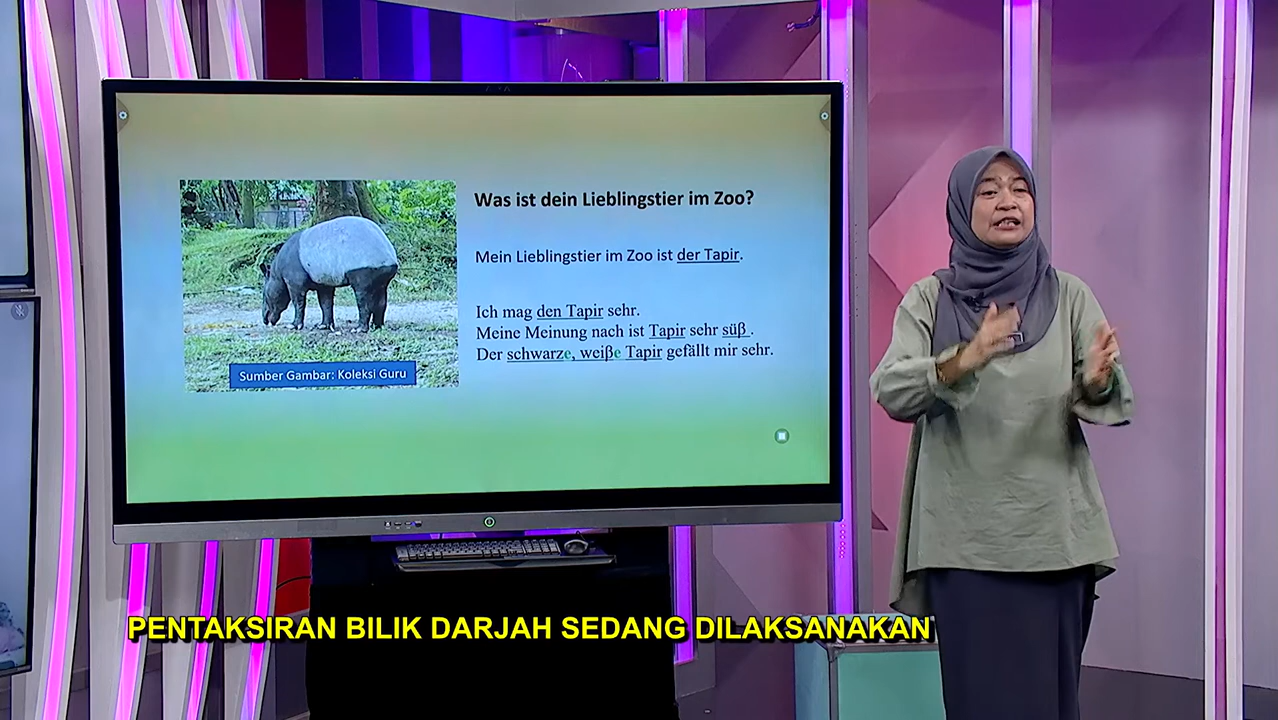 Was ist dein Lieblingstier im Zoo?
Mein Lieblingstier im Zoo ist der Tapir.
Ich mag den Tapir sehr.
Meine Meinung nach ist Tapir sehr süβ .
Der schwarze, weiβe Tapir gefällt mir sehr.
Sumber Gambar: Koleksi Guru
PENTAKSIRAN BILIK DARJAH SEDANG DILAKSANAKAN